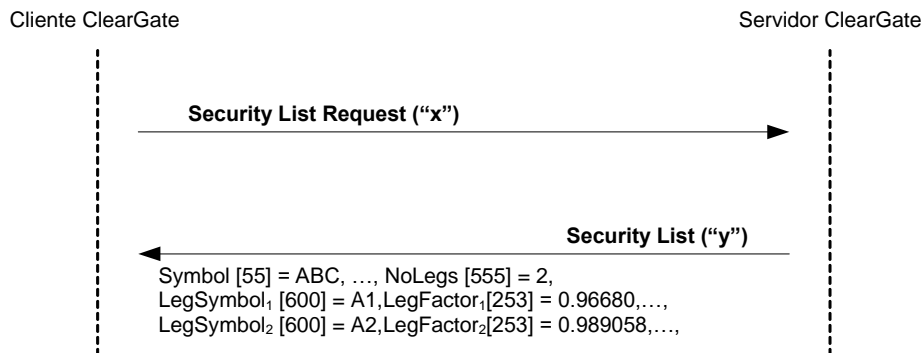 Cliente ClearGate
Servidor ClearGate
Security List Request (“x”)
Security List (“y”)
Symbol [55] = ABC, …, NoLegs [555] = 2,
LegSymbol₁ [600] = A1,LegFactor₁[253] = 0.96680,…,
LegSymbol₂ [600] = A2,LegFactor₂[253] = 0.989058,…,